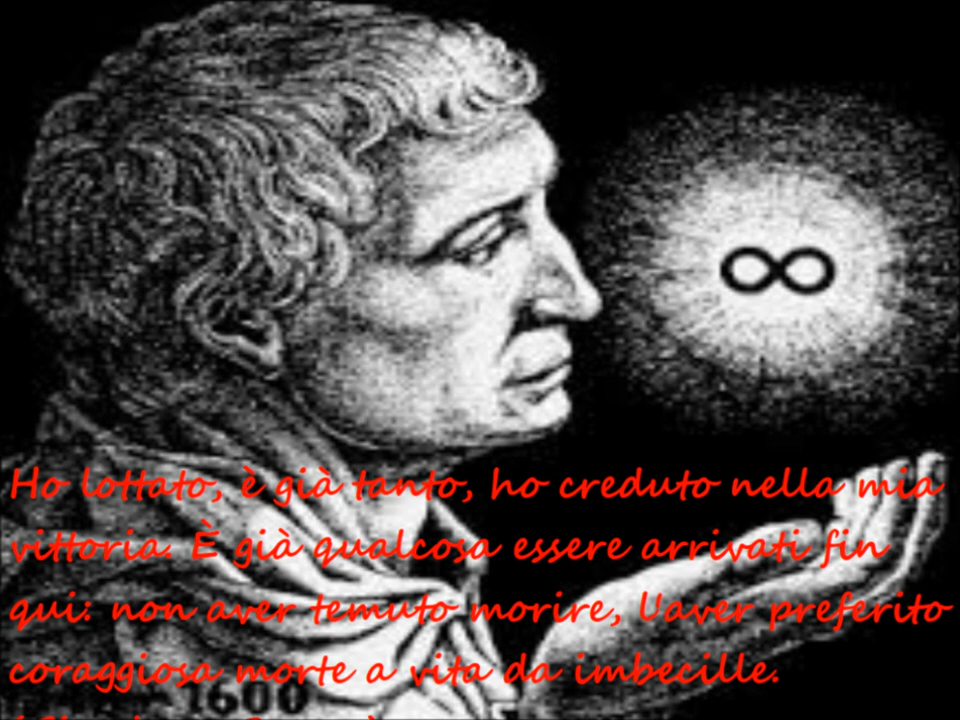 Ho lottato, è già tanto, ho creduto nella mia
vittoria. È già qualcosa essere arrivati fin
qui: non aver temuto morire, l'aver preferito
coraggiosa morte a vita da imbecille.
1600